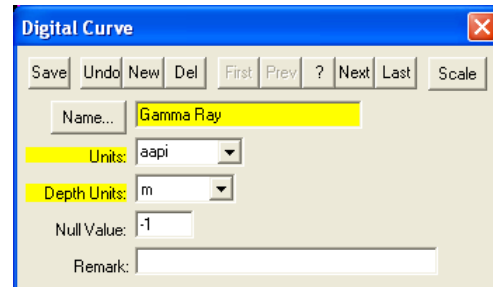 Digital Curve
Save Undo New Del First Prev ? Next Last Scale
Name... Gamma Ray
Units: aapi
Depth Units: m
Null Value: -1
Remark: